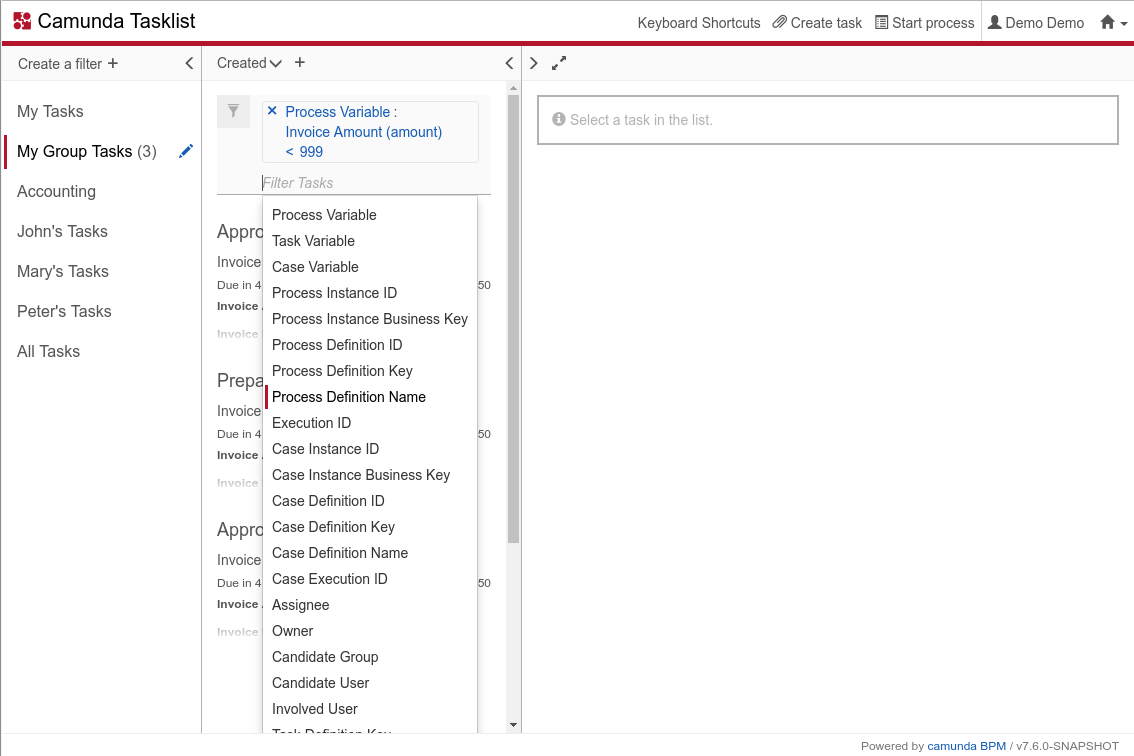 Camunda Tasklist
Keyboard Shortcuts Create task Start process Demo Demo
Create a filter +
Created +
My Tasks
My Group Tasks (3)
Accounting
John's Tasks
Mary's Tasks
Peter's Tasks
All Tasks
× Process Variable :
Invoice Amount (amount)
< 999
Filter Tasks
Process Variable
Task Variable
Case Variable
Process Instance ID
Process Instance Business Key
Process Definition ID
Process Definition Key
Process Definition Name
Execution ID
Case Instance ID
Case Instance Business Key
Case Definition ID
Case Definition Key
Case Definition Name
Case Execution ID
Assignee
Owner
Candidate Group
Candidate User
Involved User
Task Definition Key
Appro
Invoice
Due in 4 50
Invoice
Invoice
Prepa
Invoice
Due in 4 50
Invoice
Invoice
Appro
Invoice
Due in 4 50
Invoice
Invoice
Select a task in the list.
Powered by camunda BPM / v7.6.0-SNAPSHOT